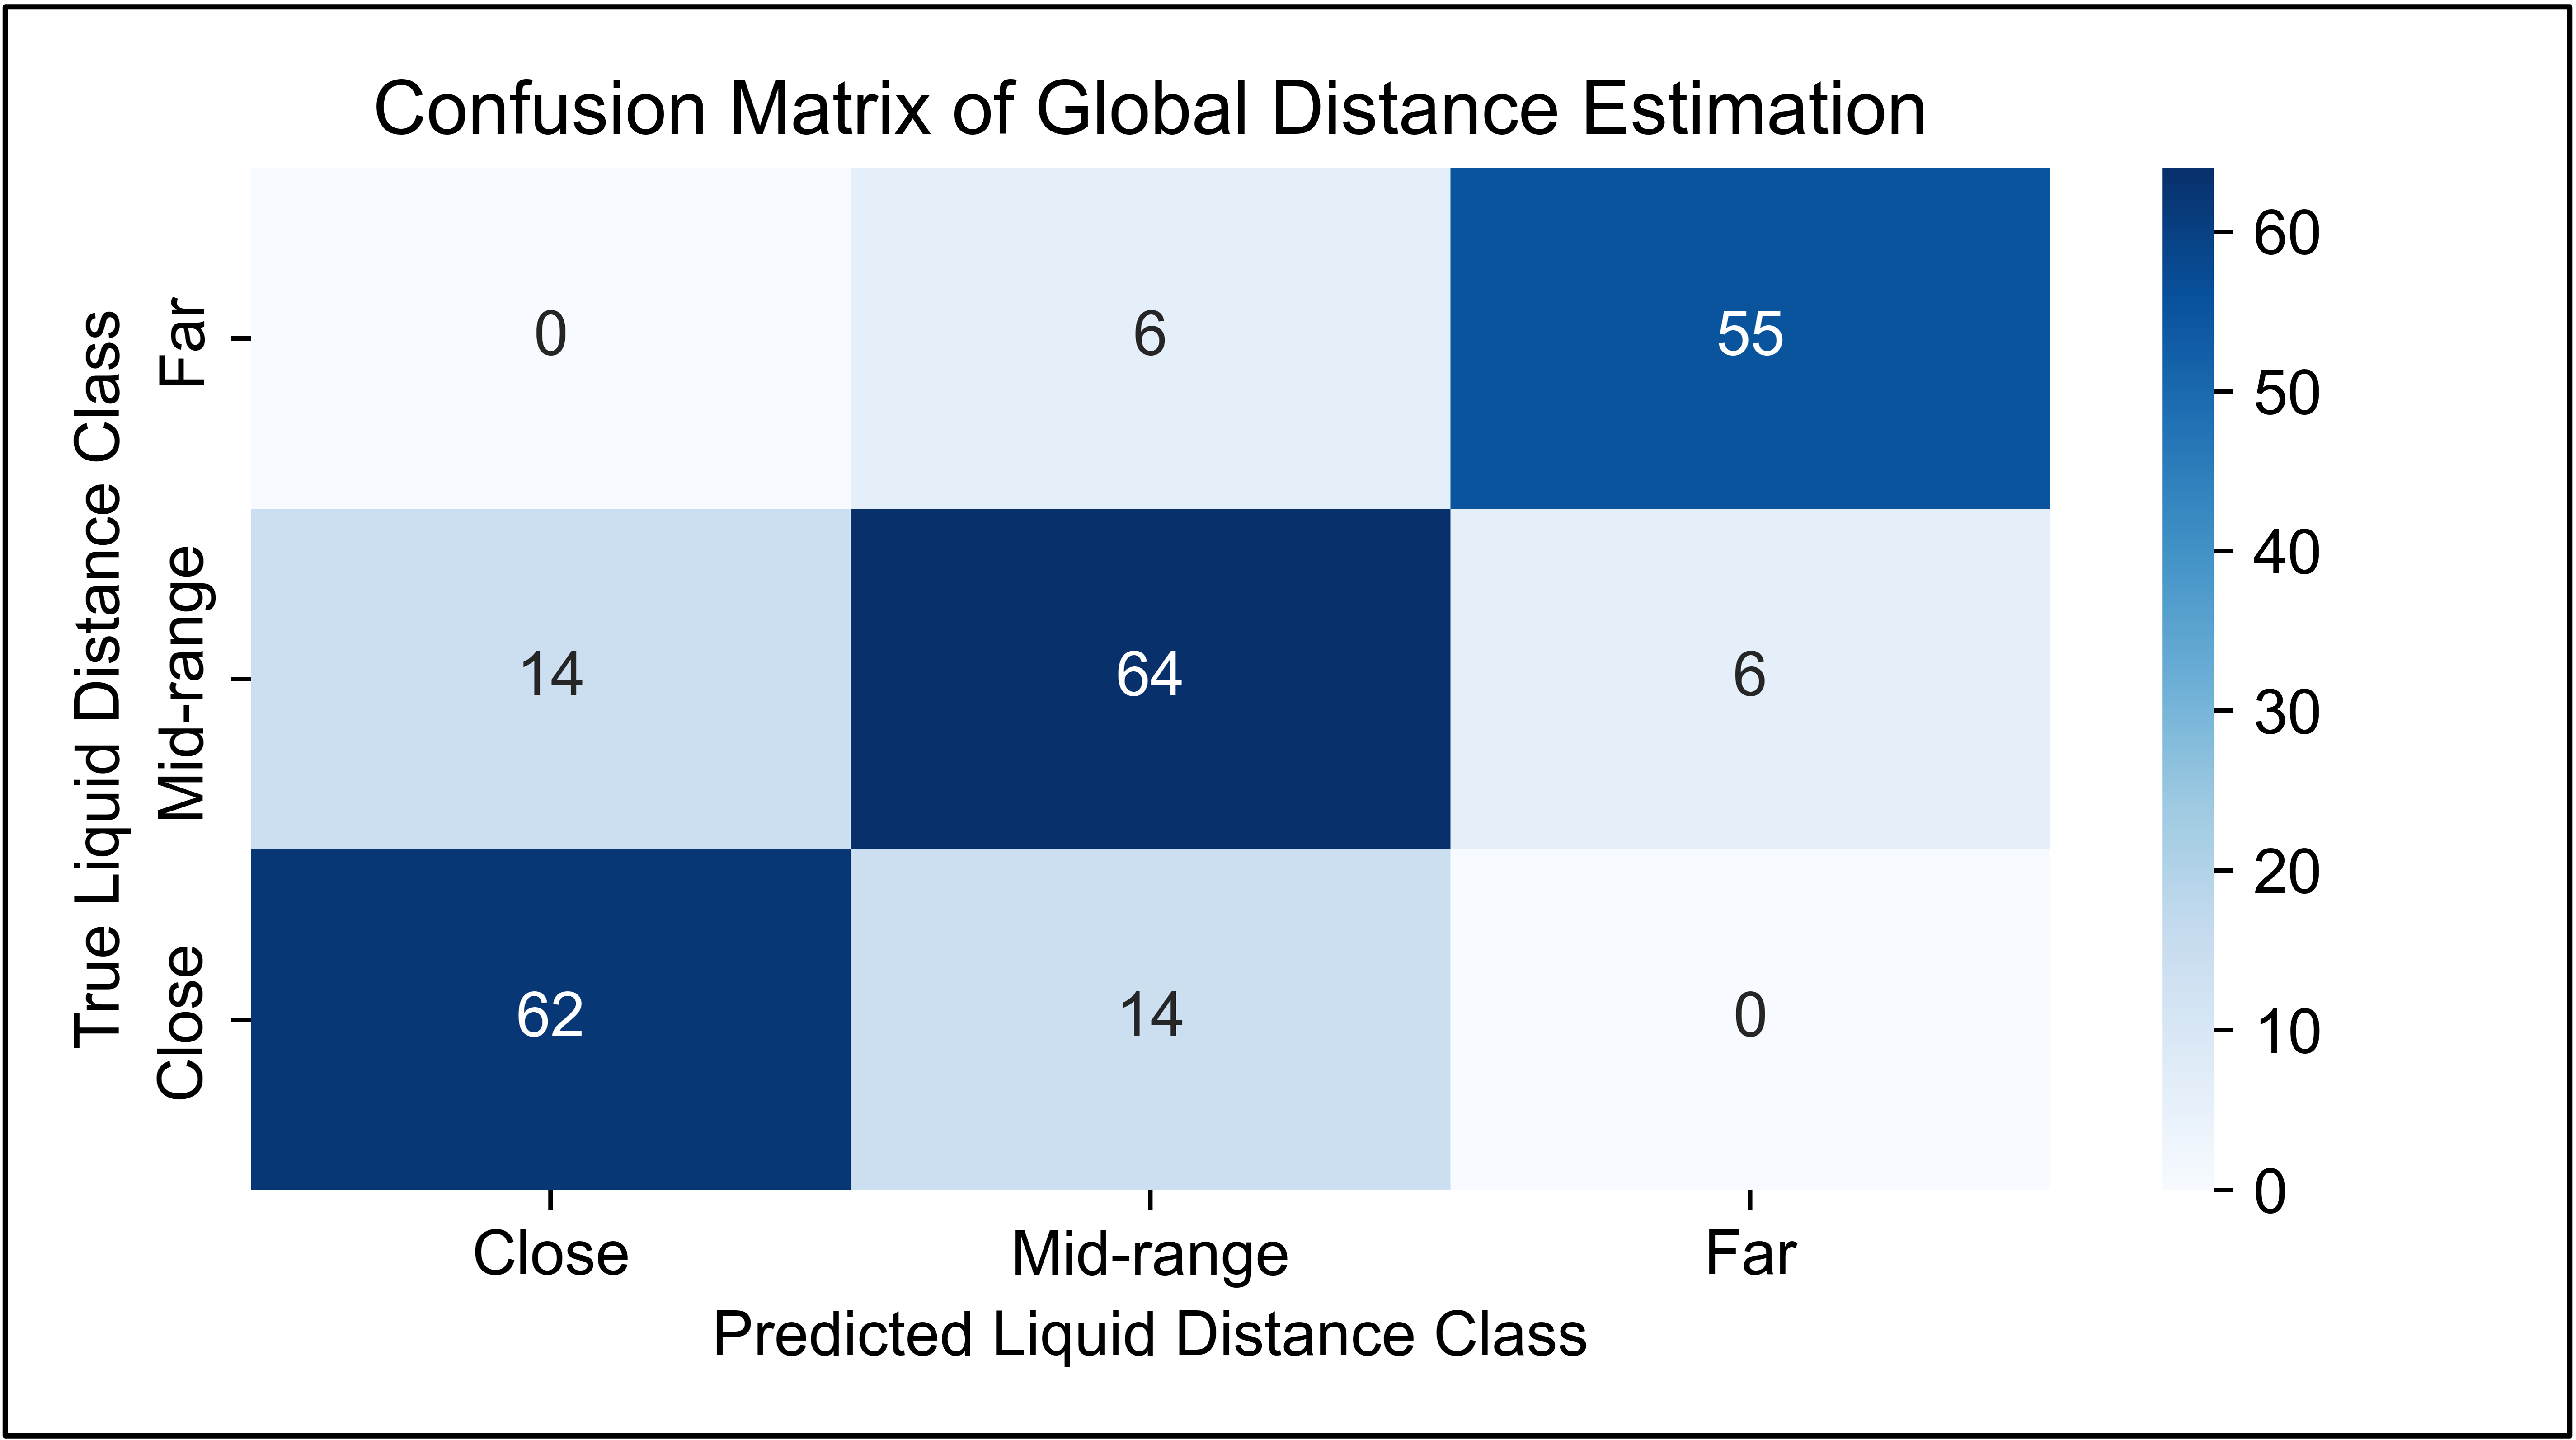 Confusion Matrix of Global Distance Estimation
True Liquid Distance Class
Far
0 6 55
Mid-range
14 64 6
Close
62 14 0
Close Mid-range Far
Predicted Liquid Distance Class
60
50
40
30
20
10
0